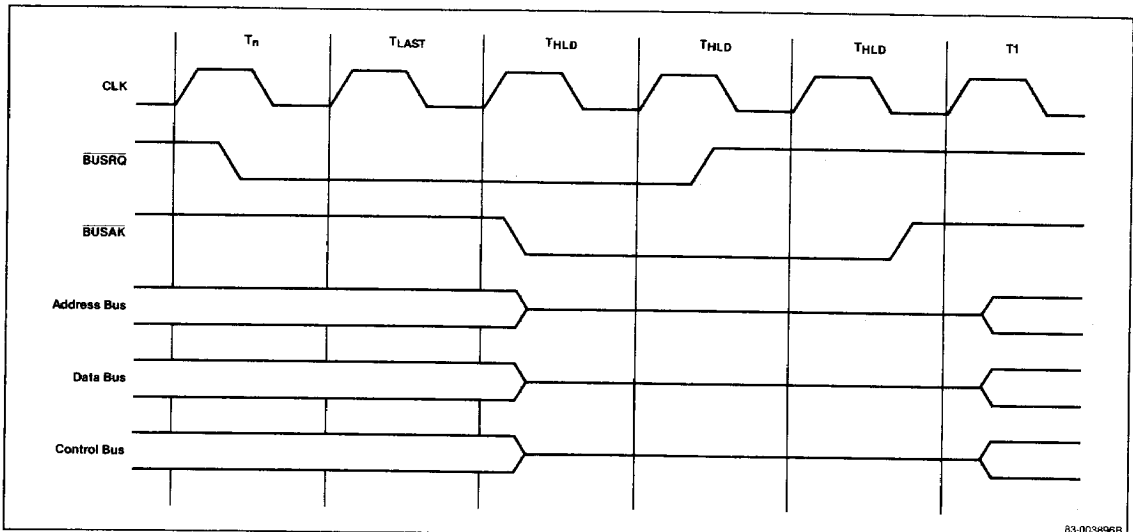 Tn TLAST THLD THLD THLD T1
CLK
BUSRQ
BUSAK
Address Bus
Data Bus
Control Bus
83-003896B